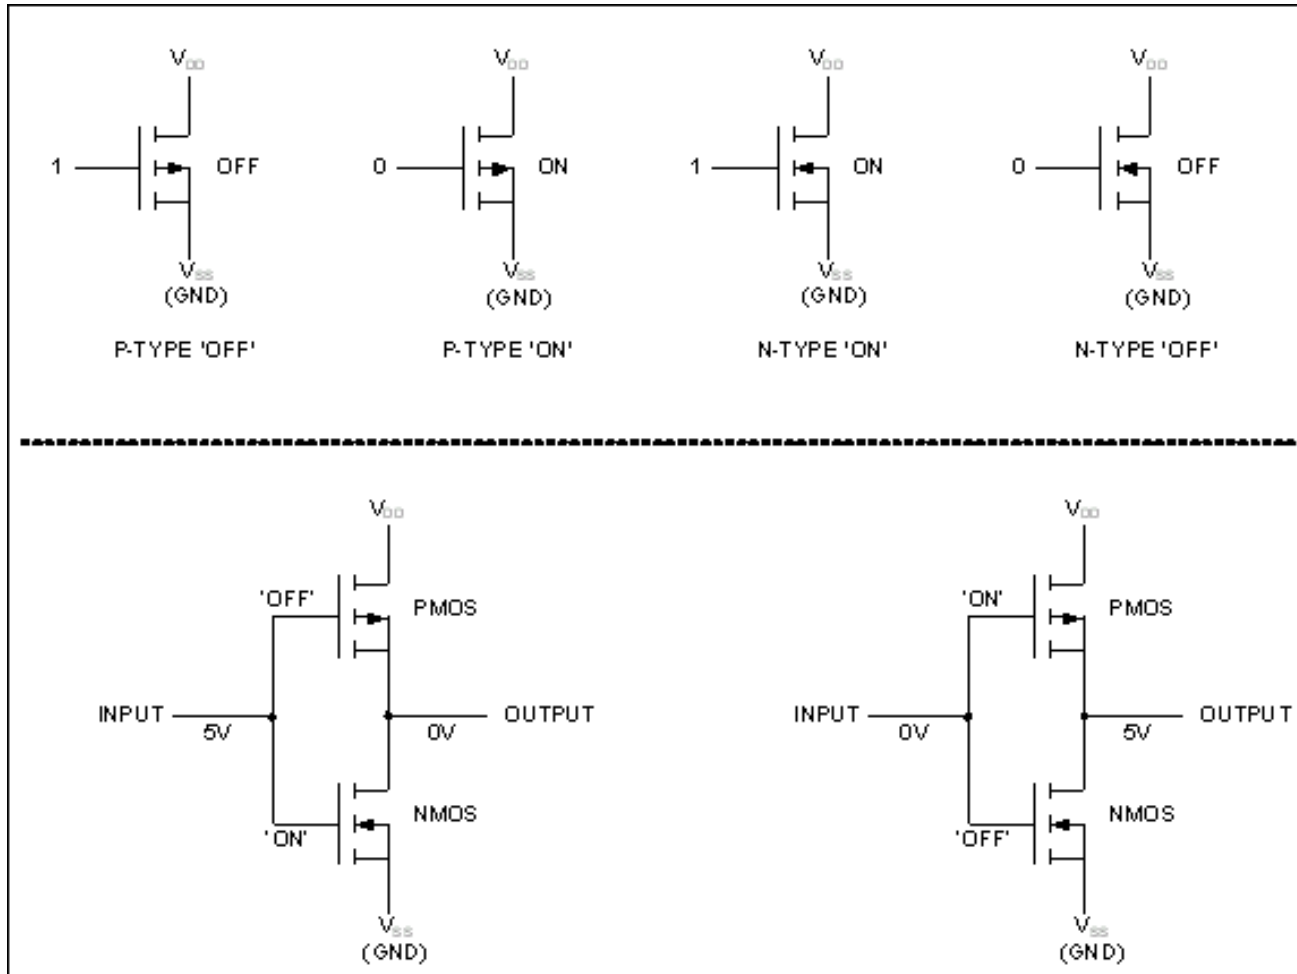 VDD VDD VDD VDD
1 OFF 0 ON 1 ON 0 OFF
VSS VSS VSS VSS
(GND) (GND) (GND) (GND)
P-TYPE 'OFF' P-TYPE 'ON' N-TYPE 'ON' N-TYPE 'OFF'
VDD VDD
'OFF' PMOS 'ON' PMOS
INPUT 5V 0V OUTPUT INPUT 0V 5V OUTPUT
'ON' NMOS 'OFF' NMOS
VSS VSS
(GND) (GND)